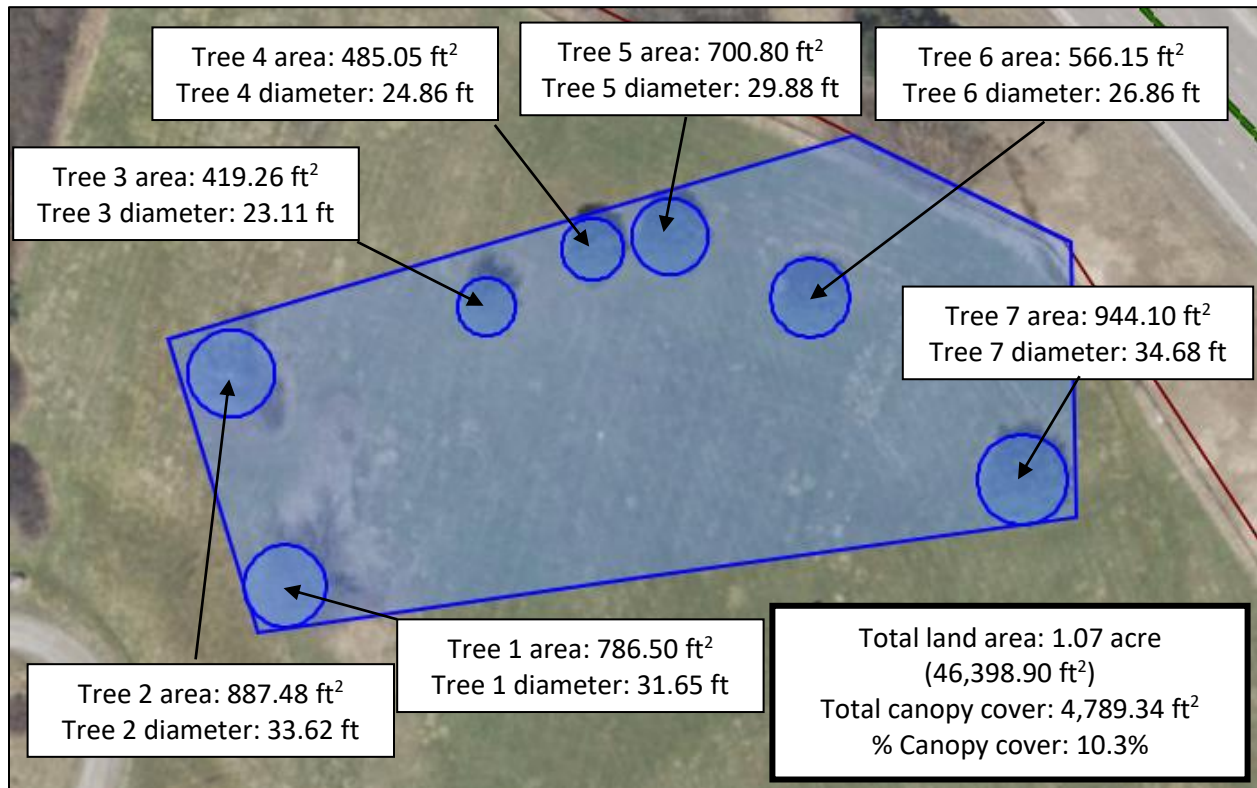 Tree 4 area: 485.05 ft²
Tree 4 diameter: 24.86 ft
Tree 5 area: 700.80 ft²
Tree 5 diameter: 29.88 ft
Tree 6 area: 566.15 ft²
Tree 6 diameter: 26.86 ft
Tree 3 area: 419.26 ft²
Tree 3 diameter: 23.11 ft
Tree 7 area: 944.10 ft²
Tree 7 diameter: 34.68 ft
Tree 1 area: 786.50 ft²
Tree 1 diameter: 31.65 ft
Tree 2 area: 887.48 ft²
Tree 2 diameter: 33.62 ft
Total land area: 1.07 acre
(46,398.90 ft²)
Total canopy cover: 4,789.34 ft²
% Canopy cover: 10.3%